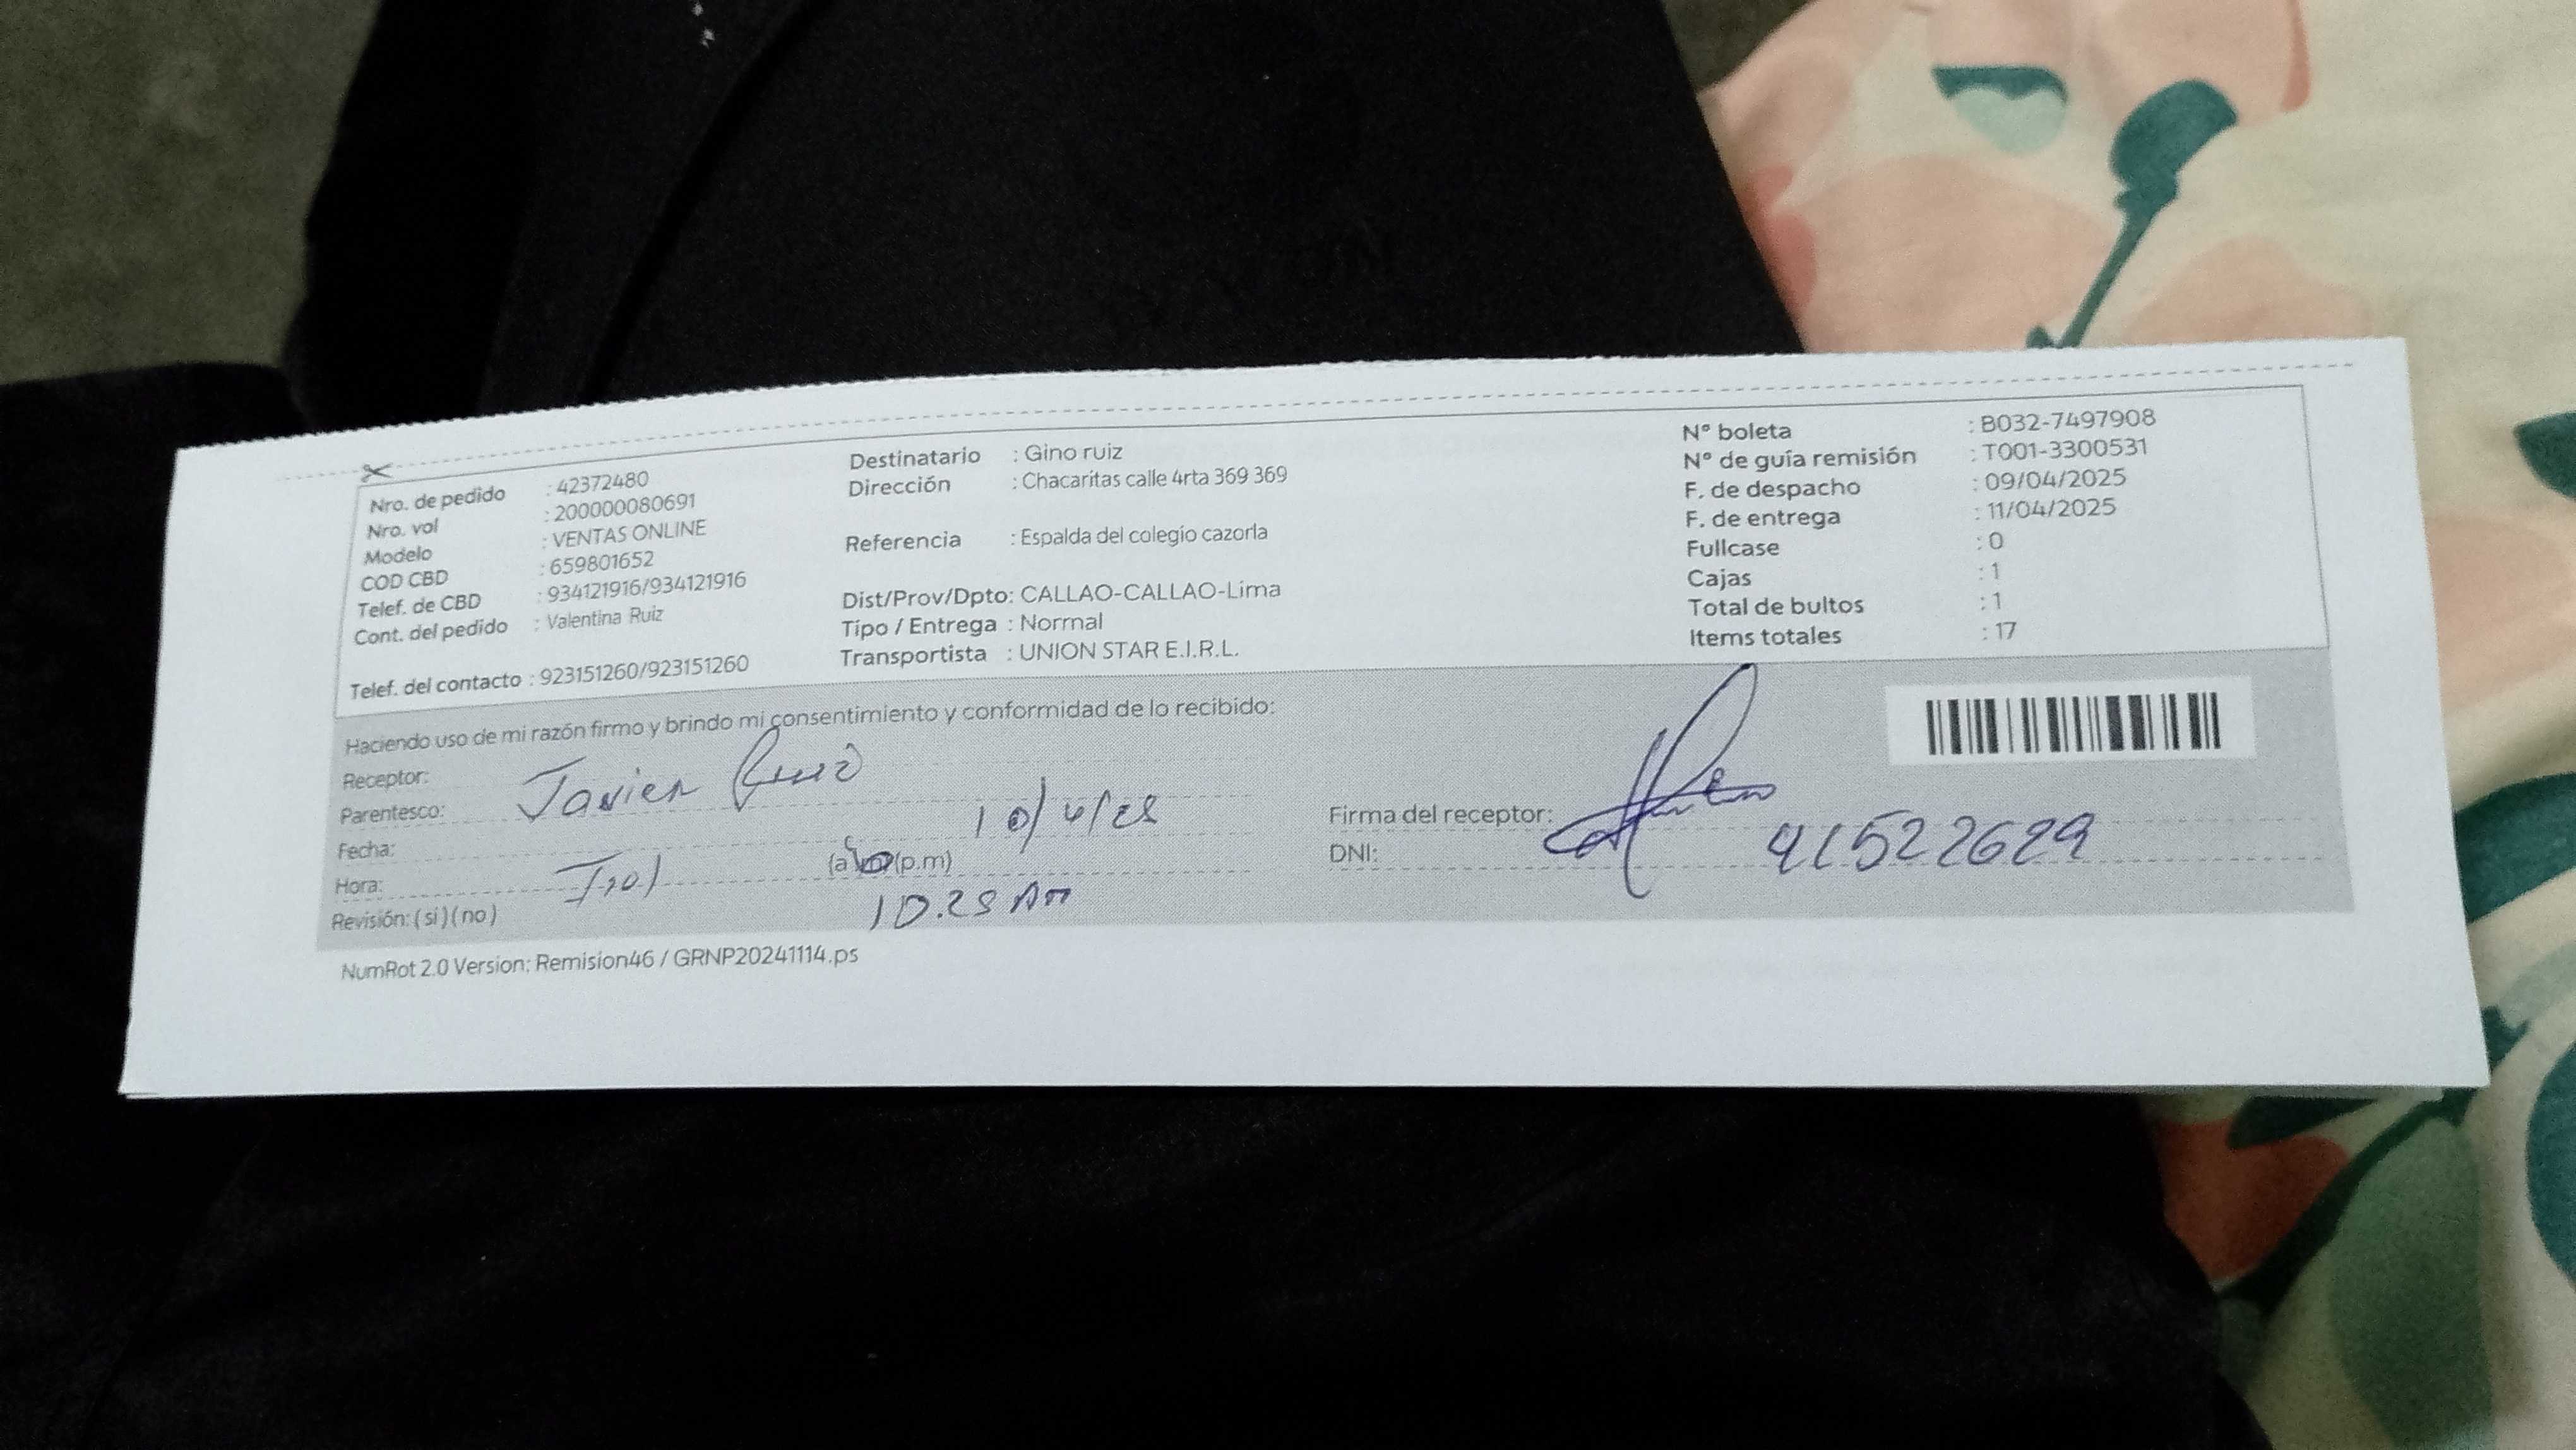 Nro. de pedido : 42372480
Nro. vol : 200000080691
Modelo : VENTAS ONLINE
COD CBD : 659801652
Telef. de CBD : 934121916/934121916
Cont. del pedido : Valentina Ruiz
Telef. del contacto : 923151260/923151260
Destinatario : Gino ruiz
Dirección : Chacaritas calle 4rta 369 369
Referencia : Espalda del colegio cazorla
Dist/Prov/Dpto: CALLAO-CALLAO-Lima
Tipo / Entrega : Normal
Transportista : UNION STAR E.I.R.L.
N° boleta : B032-7497908
N° de guía remisión : T001-3300531
F. de despacho : 09/04/2025
F. de entrega : 11/04/2025
Fullcase : 0
Cajas : 1
Total de bultos : 1
Items totales : 17
Haciendo uso de mi razón firmo y brindo mi consentimiento y conformidad de lo recibido:
Receptor: Javier Ruiz
Parentesco:
Fecha: 10/4/25
Hora: (p.m)
Revisión: (si) (no) 10.25 Am
Firma del receptor:
DNI: 41522629
NumRot 2.0 Version: Remision46 / GRNP20241114.ps